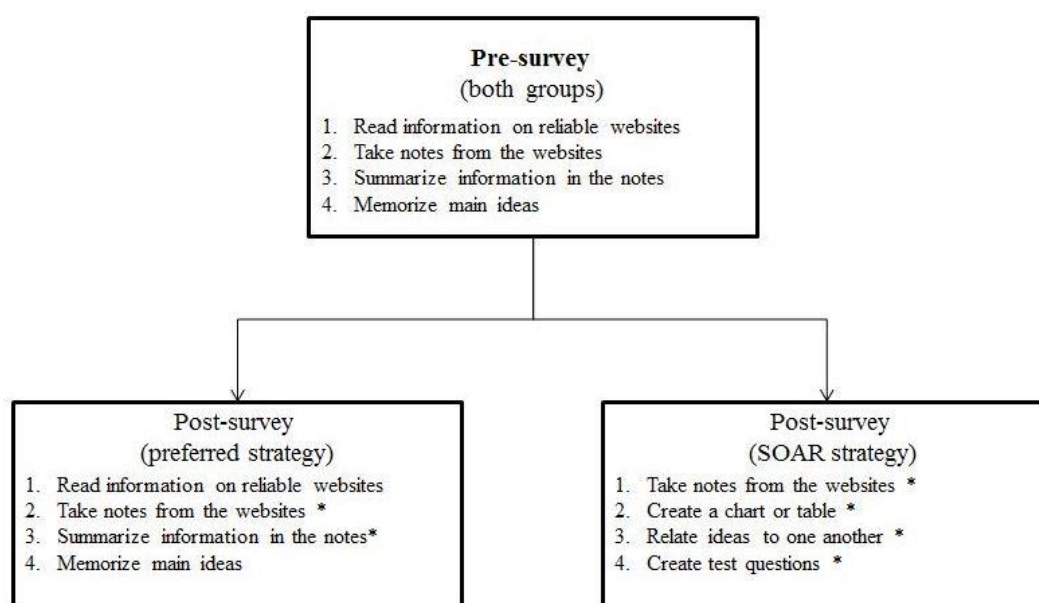 Pre-survey
(both groups)
1. Read information on reliable websites
2. Take notes from the websites
3. Summarize information in the notes
4. Memorize main ideas
Post-survey
(preferred strategy)
1. Read information on reliable websites
2. Take notes from the websites *
3. Summarize information in the notes*
4. Memorize main ideas
Post-survey
(SOAR strategy)
1. Take notes from the websites *
2. Create a chart or table *
3. Relate ideas to one another *
4. Create test questions *